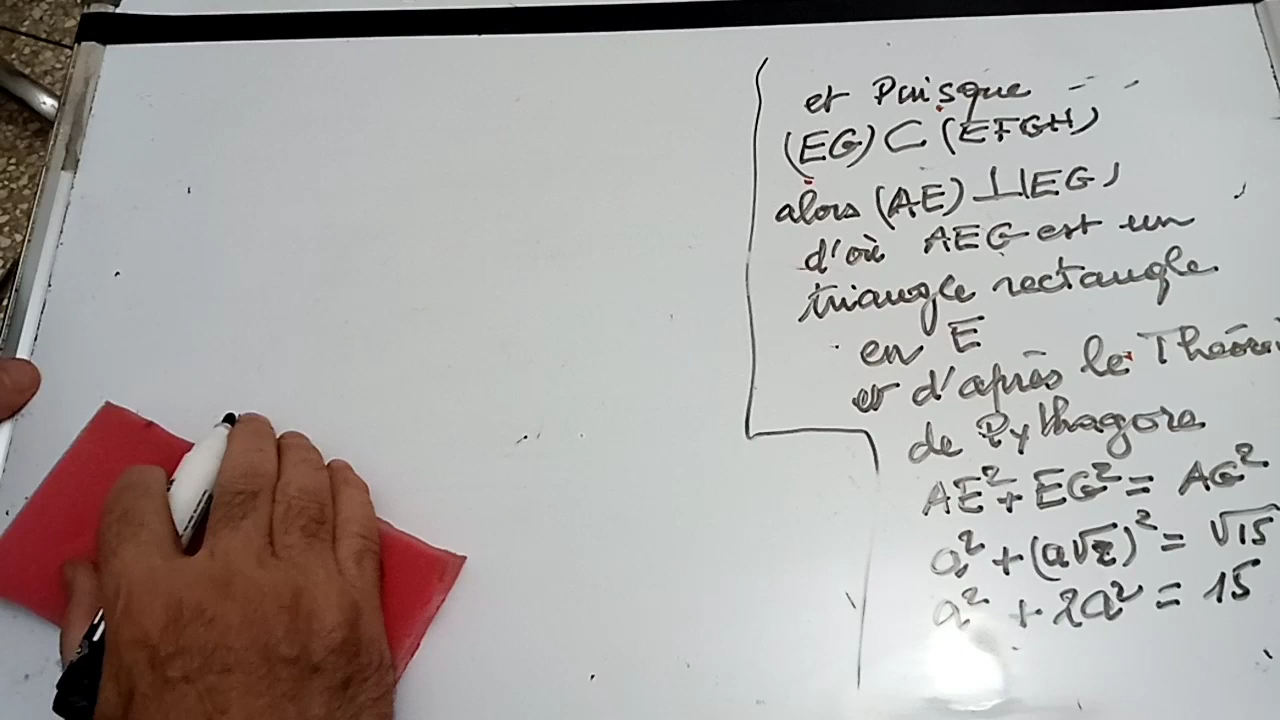 et Puisque - -
(EG) ⊂ (EFGH)
alors (AE) ⊥ (EG)
d'où AEG est un
triangle rectangle
en E
et d'après le Théorè
de Pythagore
AE² + EG² = AG²
a² + (a√2)² = √15
a² + 2a² = 15